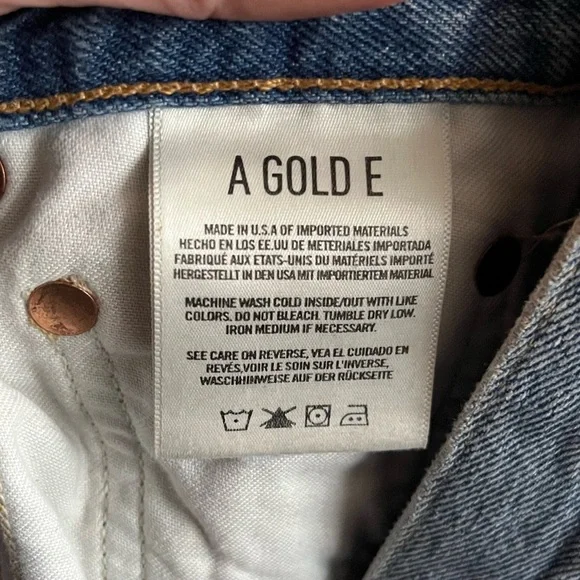 A GOLD E
MADE IN U.S.A OF IMPORTED MATERIALS
HECHO EN LOS EE.UU DE METERIALES IMPORTADA
FABRIQUÉ AUX ETATS-UNIS DU MATÉRIELS IMPORTÉ
HERGESTELLT IN DEN USA MIT IMPORTIERTEM MATERIAL
MACHINE WASH COLD INSIDE/OUT WITH LIKE
COLORS. DO NOT BLEACH. TUMBLE DRY LOW.
IRON MEDIUM IF NECESSARY.
SEE CARE ON REVERSE, VEA EL CUIDADO EN
REVÉS,VOIR LE SOIN SUR L'INVERSE,
WASCHHINWEISE AUF DER RÜCKSEITE